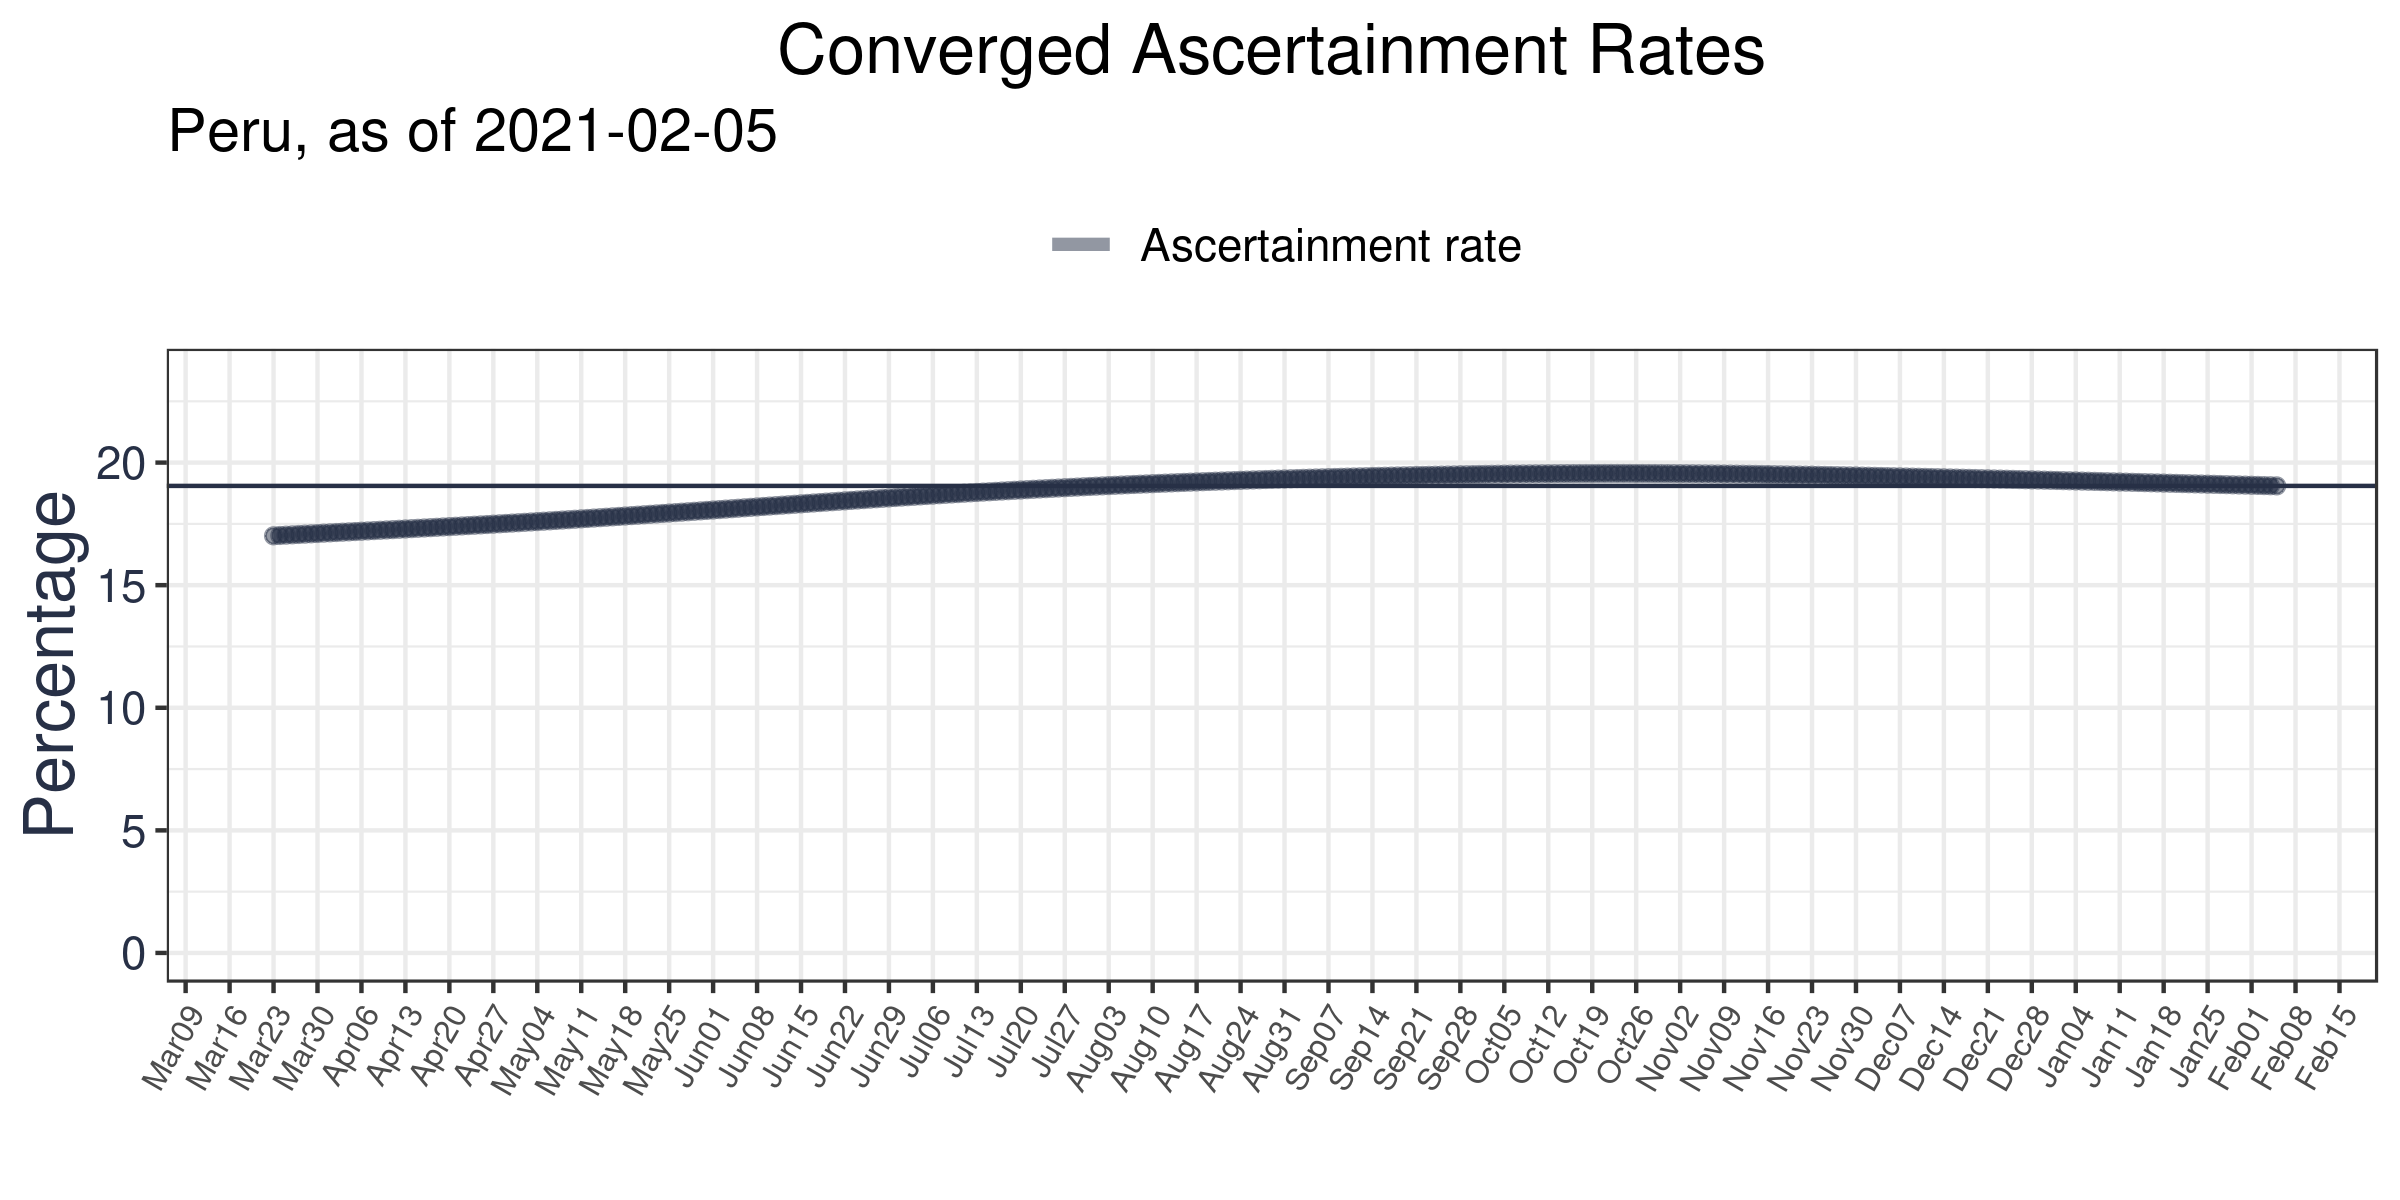 Converged Ascertainment Rates
Peru, as of 2021-02-05
Ascertainment rate
Percentage
20
15
10
5
0
Mar09
Mar16
Mar23
Mar30
Apr06
Apr13
Apr20
Apr27
May04
May11
May18
May25
Jun01
Jun08
Jun15
Jun22
Jun29
Jul06
Jul13
Jul20
Jul27
Aug03
Aug10
Aug17
Aug24
Aug31
Sep07
Sep14
Sep21
Sep28
Oct05
Oct12
Oct19
Oct26
Nov02
Nov09
Nov16
Nov23
Nov30
Dec07
Dec14
Dec21
Dec28
Jan04
Jan11
Jan18
Jan25
Feb01
Feb08
Feb15